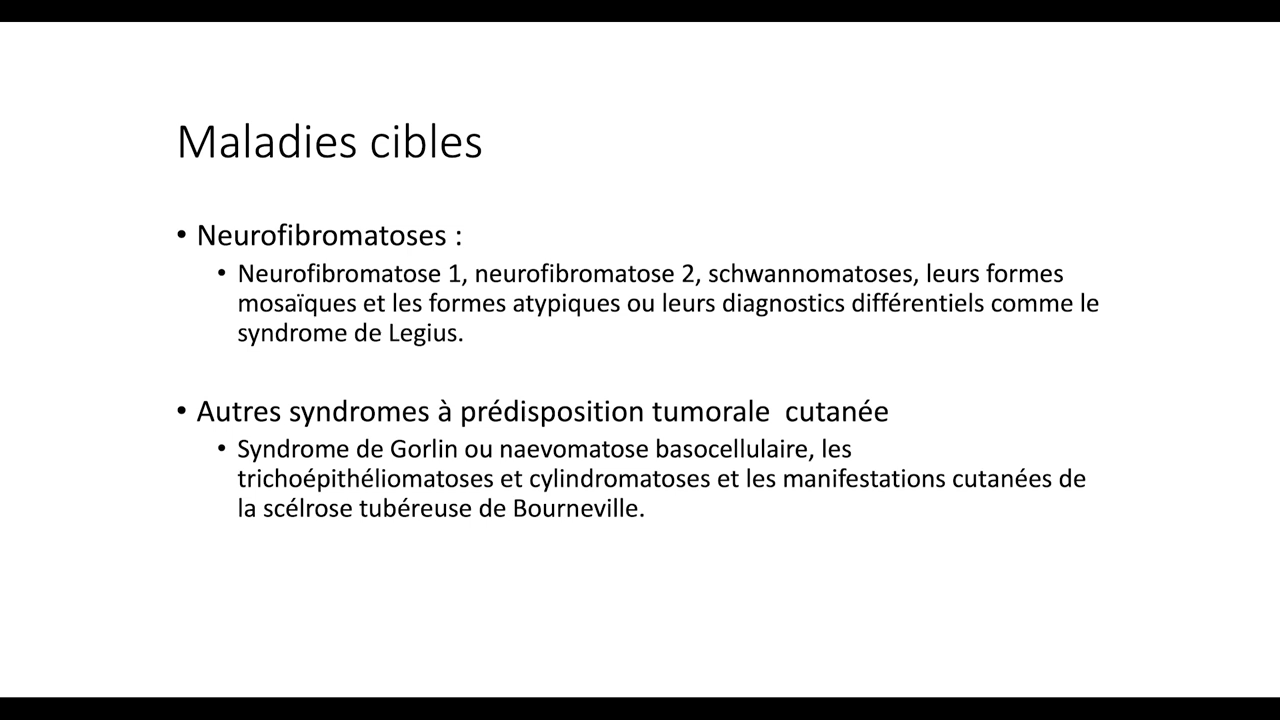 Maladies cibles
• Neurofibromatoses :
• Neurofibromatose 1, neurofibromatose 2, schwannomatoses, leurs formes
mosaïques et les formes atypiques ou leurs diagnostics différentiels comme le
syndrome de Legius.
• Autres syndromes à prédisposition tumorale  cutanée
• Syndrome de Gorlin ou naevomatose basocellulaire, les
trichoépithéliomatoses et cylindromatoses et les manifestations cutanées de
la scélrose tubéreuse de Bourneville.